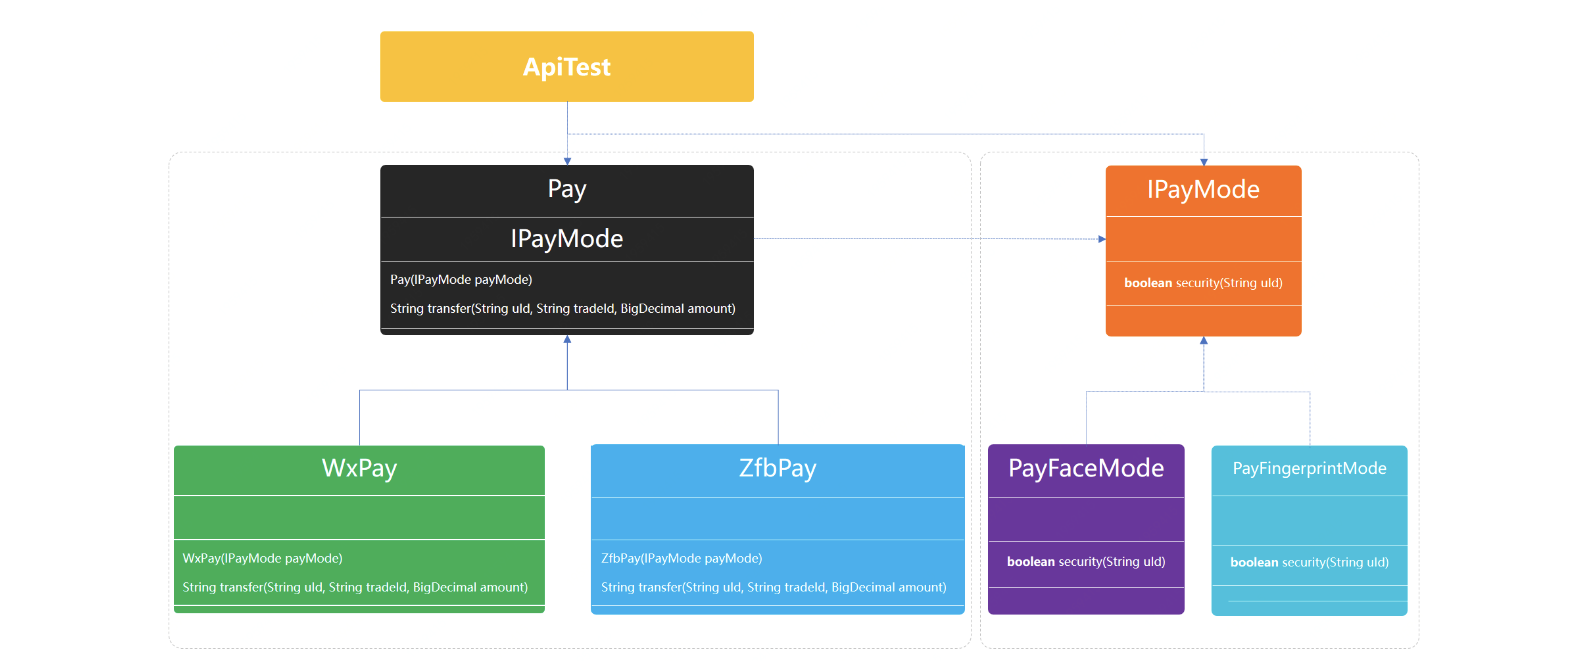 ApiTest
Pay
IPayMode
Pay(IPayMode payMode)
String transfer(String uId, String tradeId, BigDecimal amount)
IPayMode
boolean security(String uId)
WxPay
WxPay(IPayMode payMode)
String transfer(String uId, String tradeId, BigDecimal amount)
ZfbPay
ZfbPay(IPayMode payMode)
String transfer(String uId, String tradeId, BigDecimal amount)
PayFaceMode
boolean security(String uId)
PayFingerprintMode
boolean security(String uId)